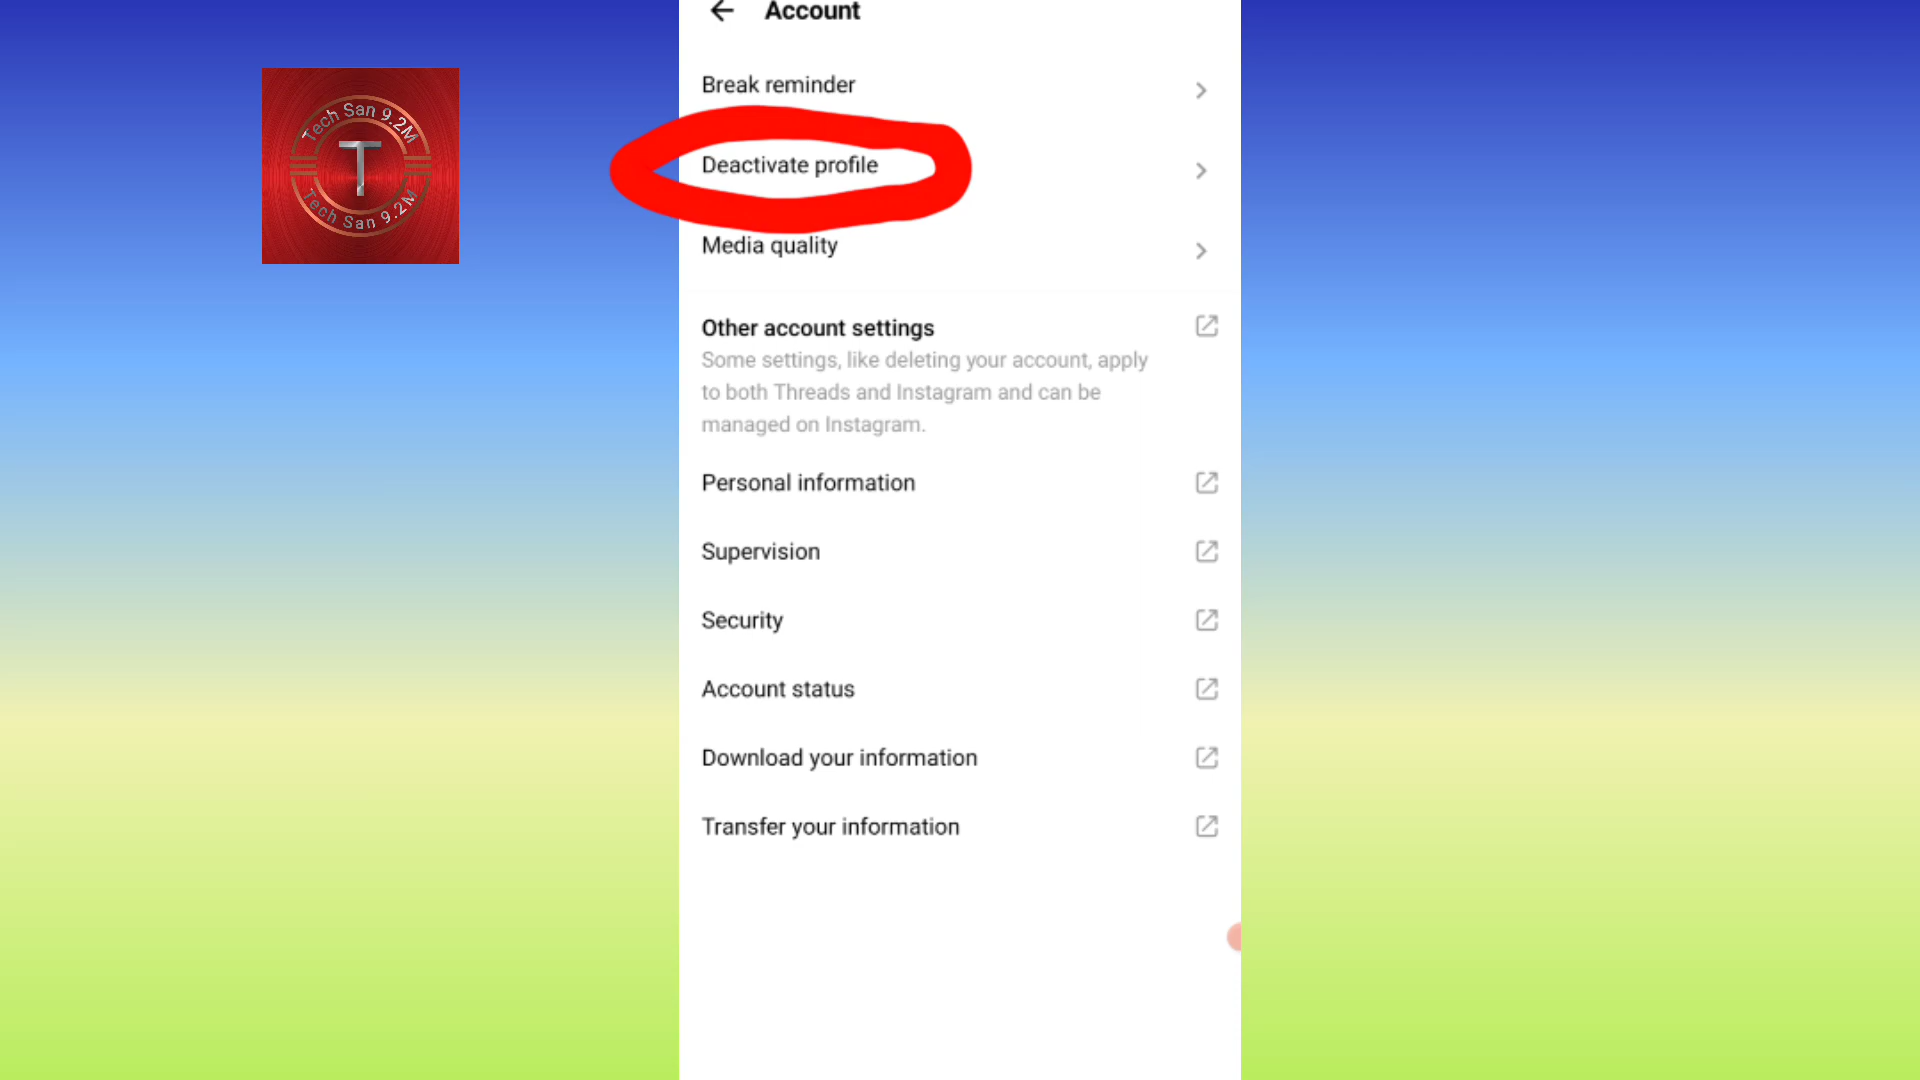 Account
Tech San 9.2M
T
Tech San 9.2M
Break reminder
Deactivate profile
Media quality
Other account settings
Some settings, like deleting your account, apply
to both Threads and Instagram and can be
managed on Instagram.
Personal information
Supervision
Security
Account status
Download your information
Transfer your information